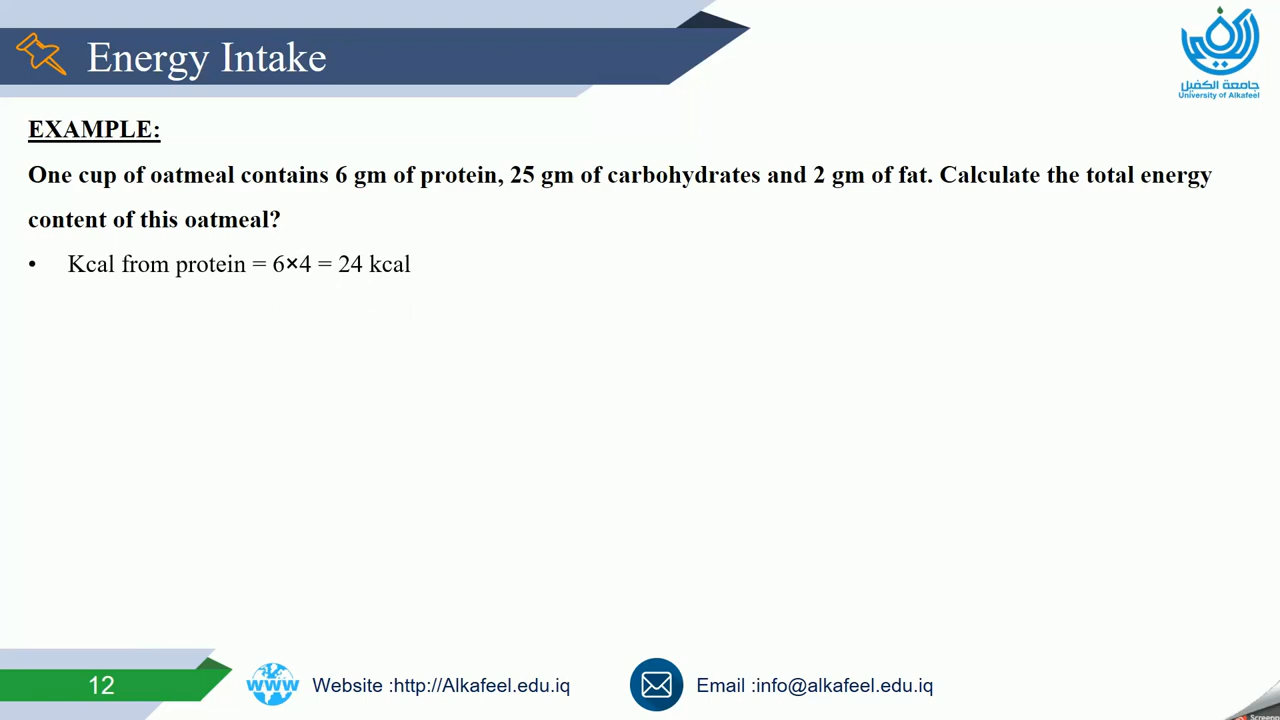 Energy Intake
جامعة الكفيل
University of Alkafeel
EXAMPLE:
One cup of oatmeal contains 6 gm of protein, 25 gm of carbohydrates and 2 gm of fat. Calculate the total energy
content of this oatmeal?
• Kcal from protein = 6×4 = 24 kcal
12
WWW
Website :http://Alkafeel.edu.iq
Email :info@alkafeel.edu.iq